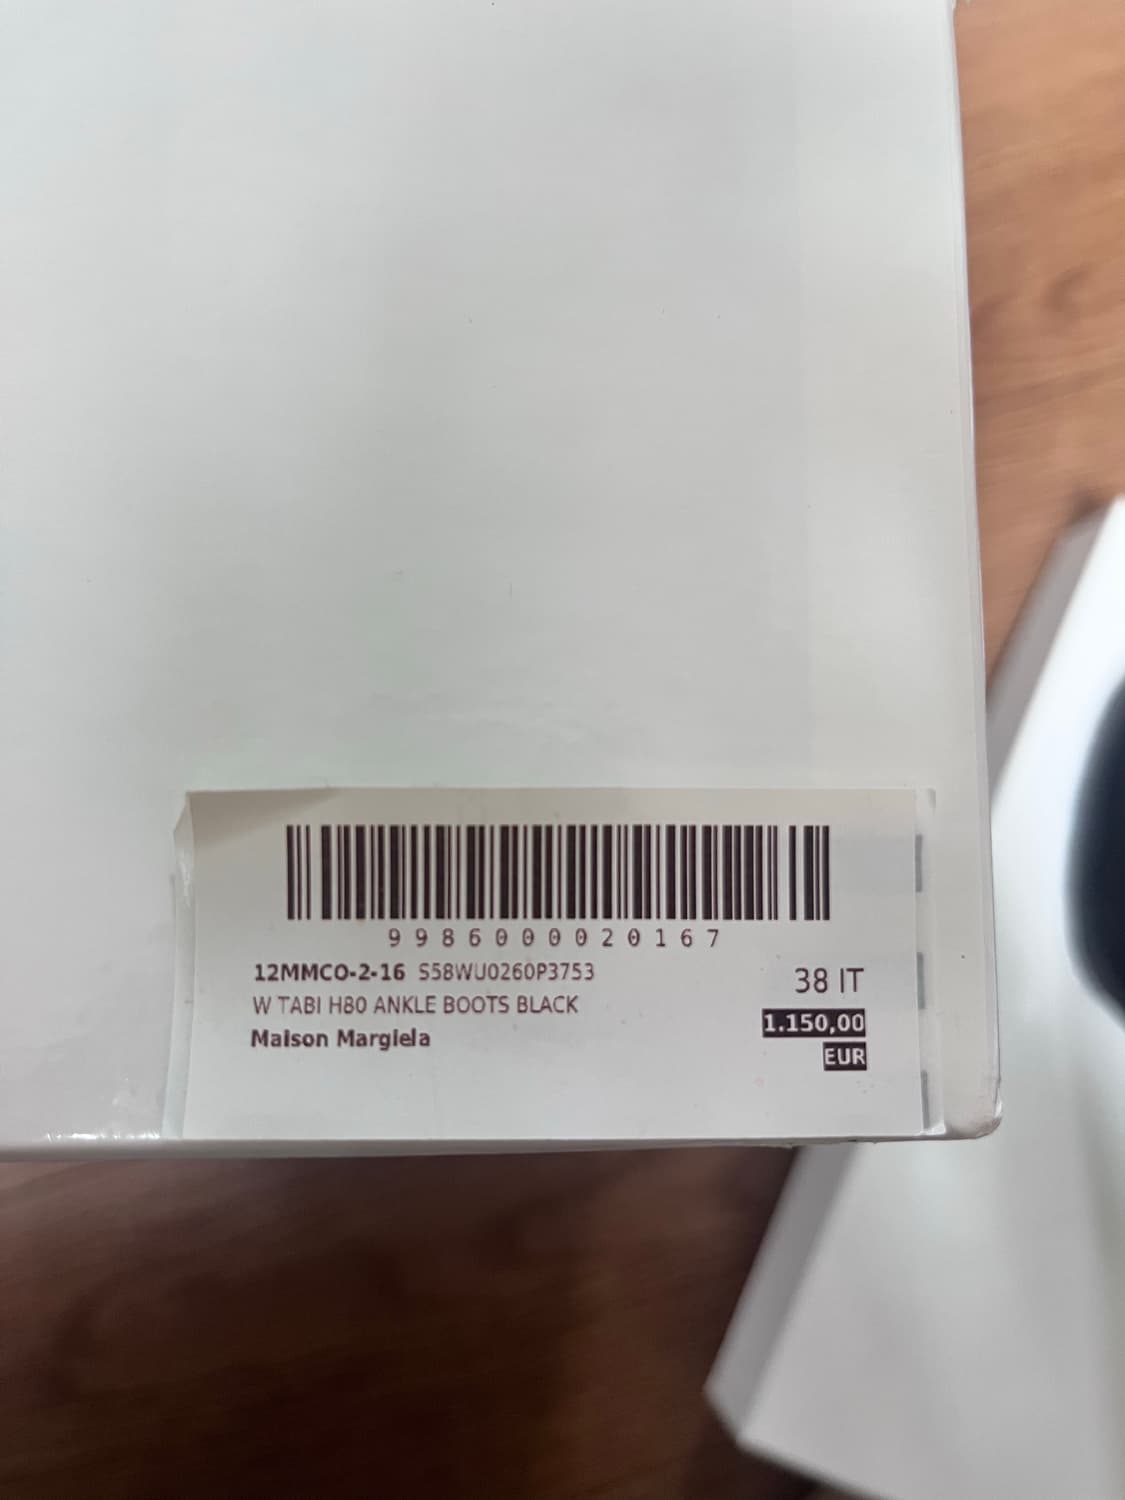 9986000020167
12MMCO-2-16 S58WU0260P3753
W TABI H80 ANKLE BOOTS BLACK
Maison Margiela
38 IT
1.150,00
EUR